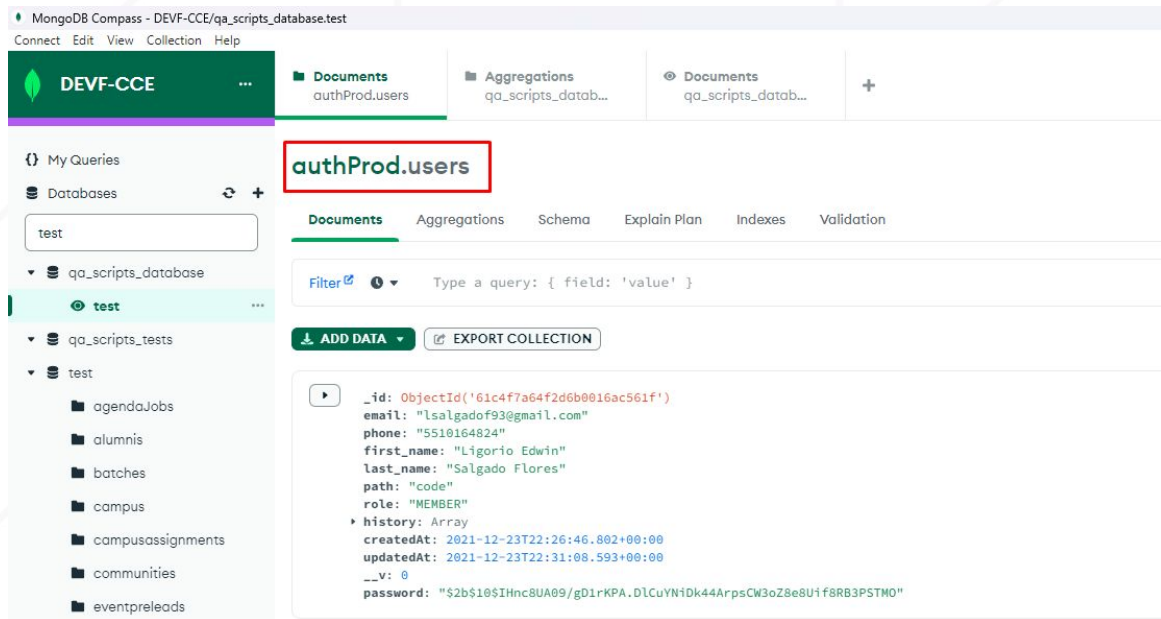 MongoDB Compass - DEVF-CCE/qa_scripts_database.test
Connect Edit View Collection Help
DEVF-CCE ...
Documents
authProd.users
Aggregations
qa_scripts_datab...
Documents
qa_scripts_datab...
+
{} My Queries
Databases +
test
qa_scripts_database
test ...
qa_scripts_tests
test
agendaJobs
alumnis
batches
campus
campusassignments
communities
eventpreleads
authProd.users
Documents Aggregations Schema Explain Plan Indexes Validation
Filter Type a query: { field: 'value' }
ADD DATA EXPORT COLLECTION
_id: ObjectId('61c4f7a64f2d6b0016ac561f')
email: "lsalgadof93@gmail.com"
phone: "5510164824"
first_name: "Ligorio Edwin"
last_name: "Salgado Flores"
path: "code"
role: "MEMBER"
history: Array
createdAt: 2021-12-23T22:26:46.802+00:00
updatedAt: 2021-12-23T22:31:08.593+00:00
__v: 0
password: "$2b$10$IHnc8UA09/gD1rKPA.DlCuYNiDk44ArpsCW3oZ8e8Uif8RB3PSTMO"